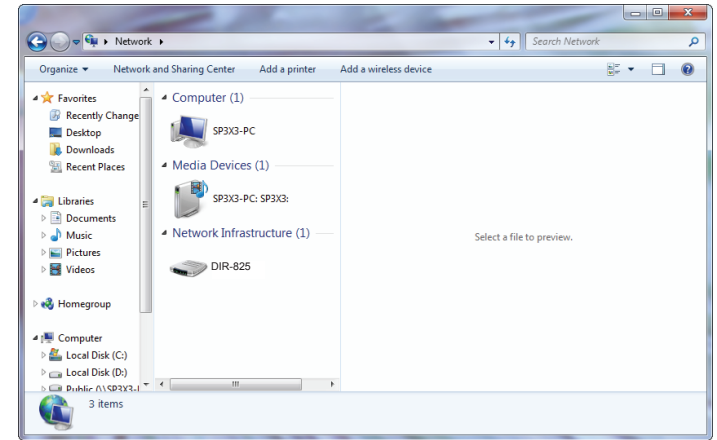 Network
Search Network
Organize Network and Sharing Center Add a printer Add a wireless device
Favorites
Recently Change
Desktop
Downloads
Recent Places
Libraries
Documents
Music
Pictures
Videos
Homegroup
Computer
Local Disk (C:)
Local Disk (D:)
Public (\\SP3X3-
Computer (1)
SP3X3-PC
Media Devices (1)
SP3X3-PC: SP3X3:
Network Infrastructure (1)
DIR-825
Select a file to preview.
3 items